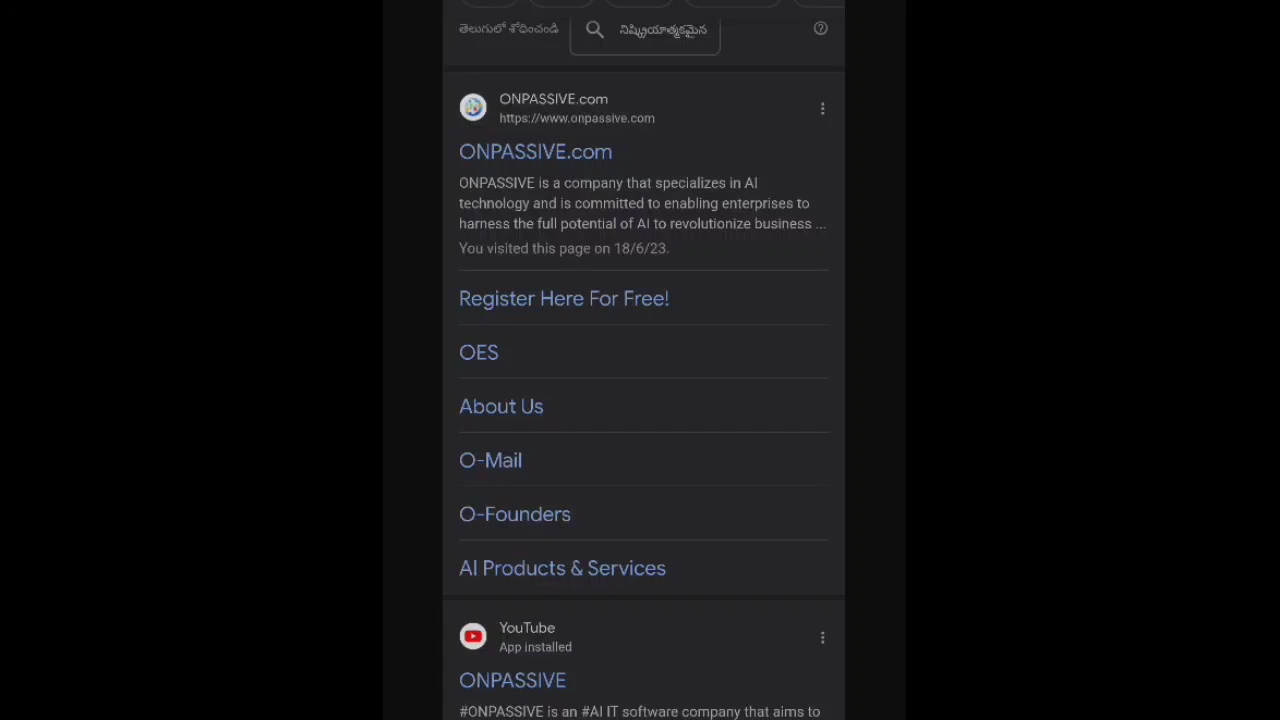 తెలుగులో శోధించండి
నిష్క్రియాత్మకమైన
ONPASSIVE.com
https://www.onpassive.com
ONPASSIVE.com
ONPASSIVE is a company that specializes in AI
technology and is committed to enabling enterprises to
harness the full potential of AI to revolutionize business ...
You visited this page on 18/6/23.
Register Here For Free!
OES
About Us
O-Mail
O-Founders
AI Products & Services
YouTube
App installed
ONPASSIVE
#ONPASSIVE is an #AI IT software company that aims to